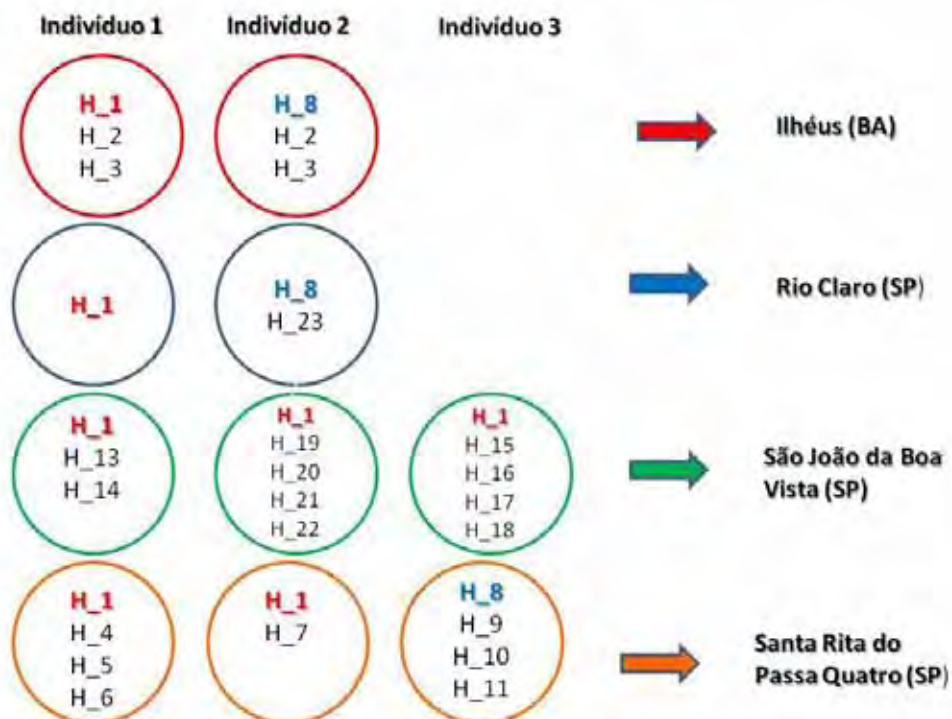 Indivíduo 1
Indivíduo 2
Indivíduo 3
H_1
H_2
H_3
H_8
H_2
H_3
Ilhéus (BA)
H_1
H_8
H_23
Rio Claro (SP)
H_1
H_13
H_14
H_1
H_19
H_20
H_21
H_22
H_1
H_15
H_16
H_17
H_18
São João da Boa
Vista (SP)
H_1
H_4
H_5
H_6
H_1
H_7
H_8
H_9
H_10
H_11
Santa Rita do
Passa Quatro (SP)